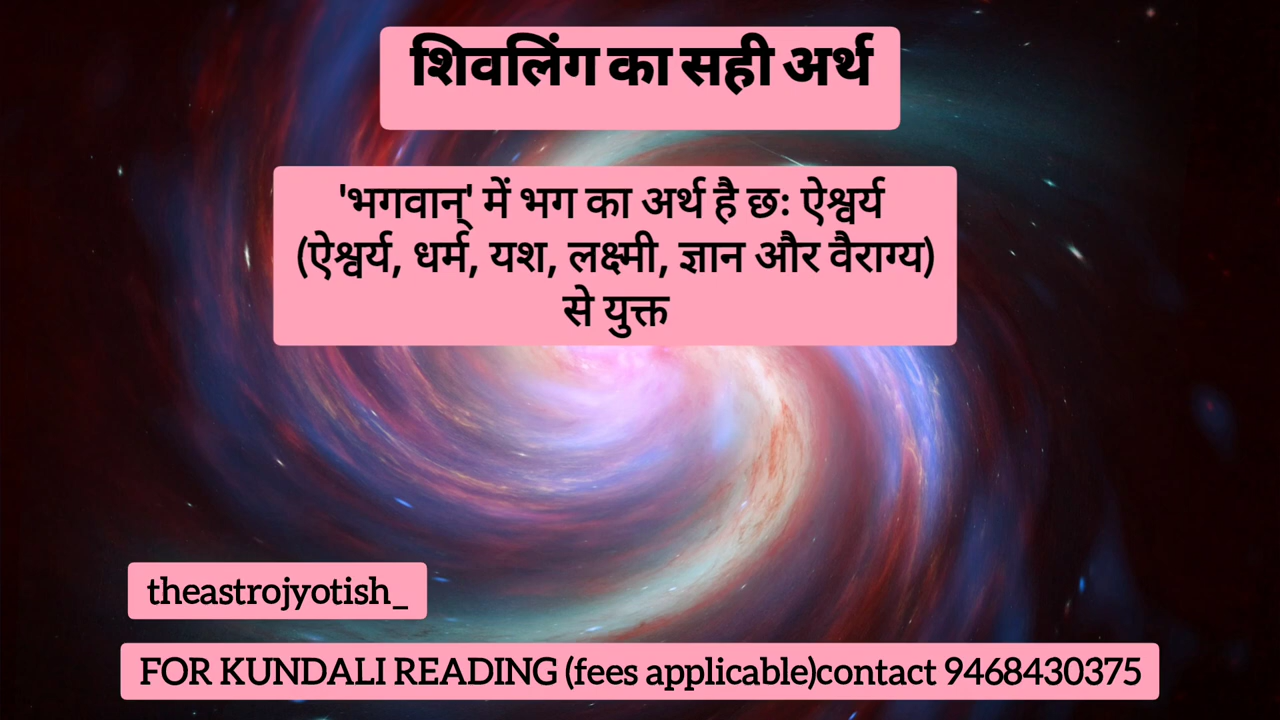 शिवलिंग का सही अर्थ
'भगवान्' में भग का अर्थ है छः ऐश्वर्य
(ऐश्वर्य, धर्म, यश, लक्ष्मी, ज्ञान और वैराग्य)
से युक्त
theastrojyotish_
FOR KUNDALI READING (fees applicable)contact 9468430375